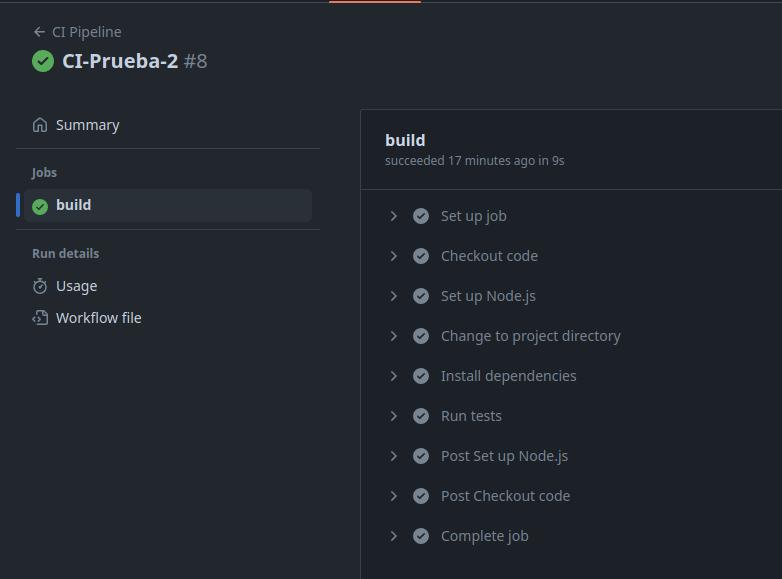 CI Pipeline
CI-Prueba-2 #8
Summary
Jobs
build
Run details
Usage
Workflow file
build
succeeded 17 minutes ago in 9s
Set up job
Checkout code
Set up Node.js
Change to project directory
Install dependencies
Run tests
Post Set up Node.js
Post Checkout code
Complete job